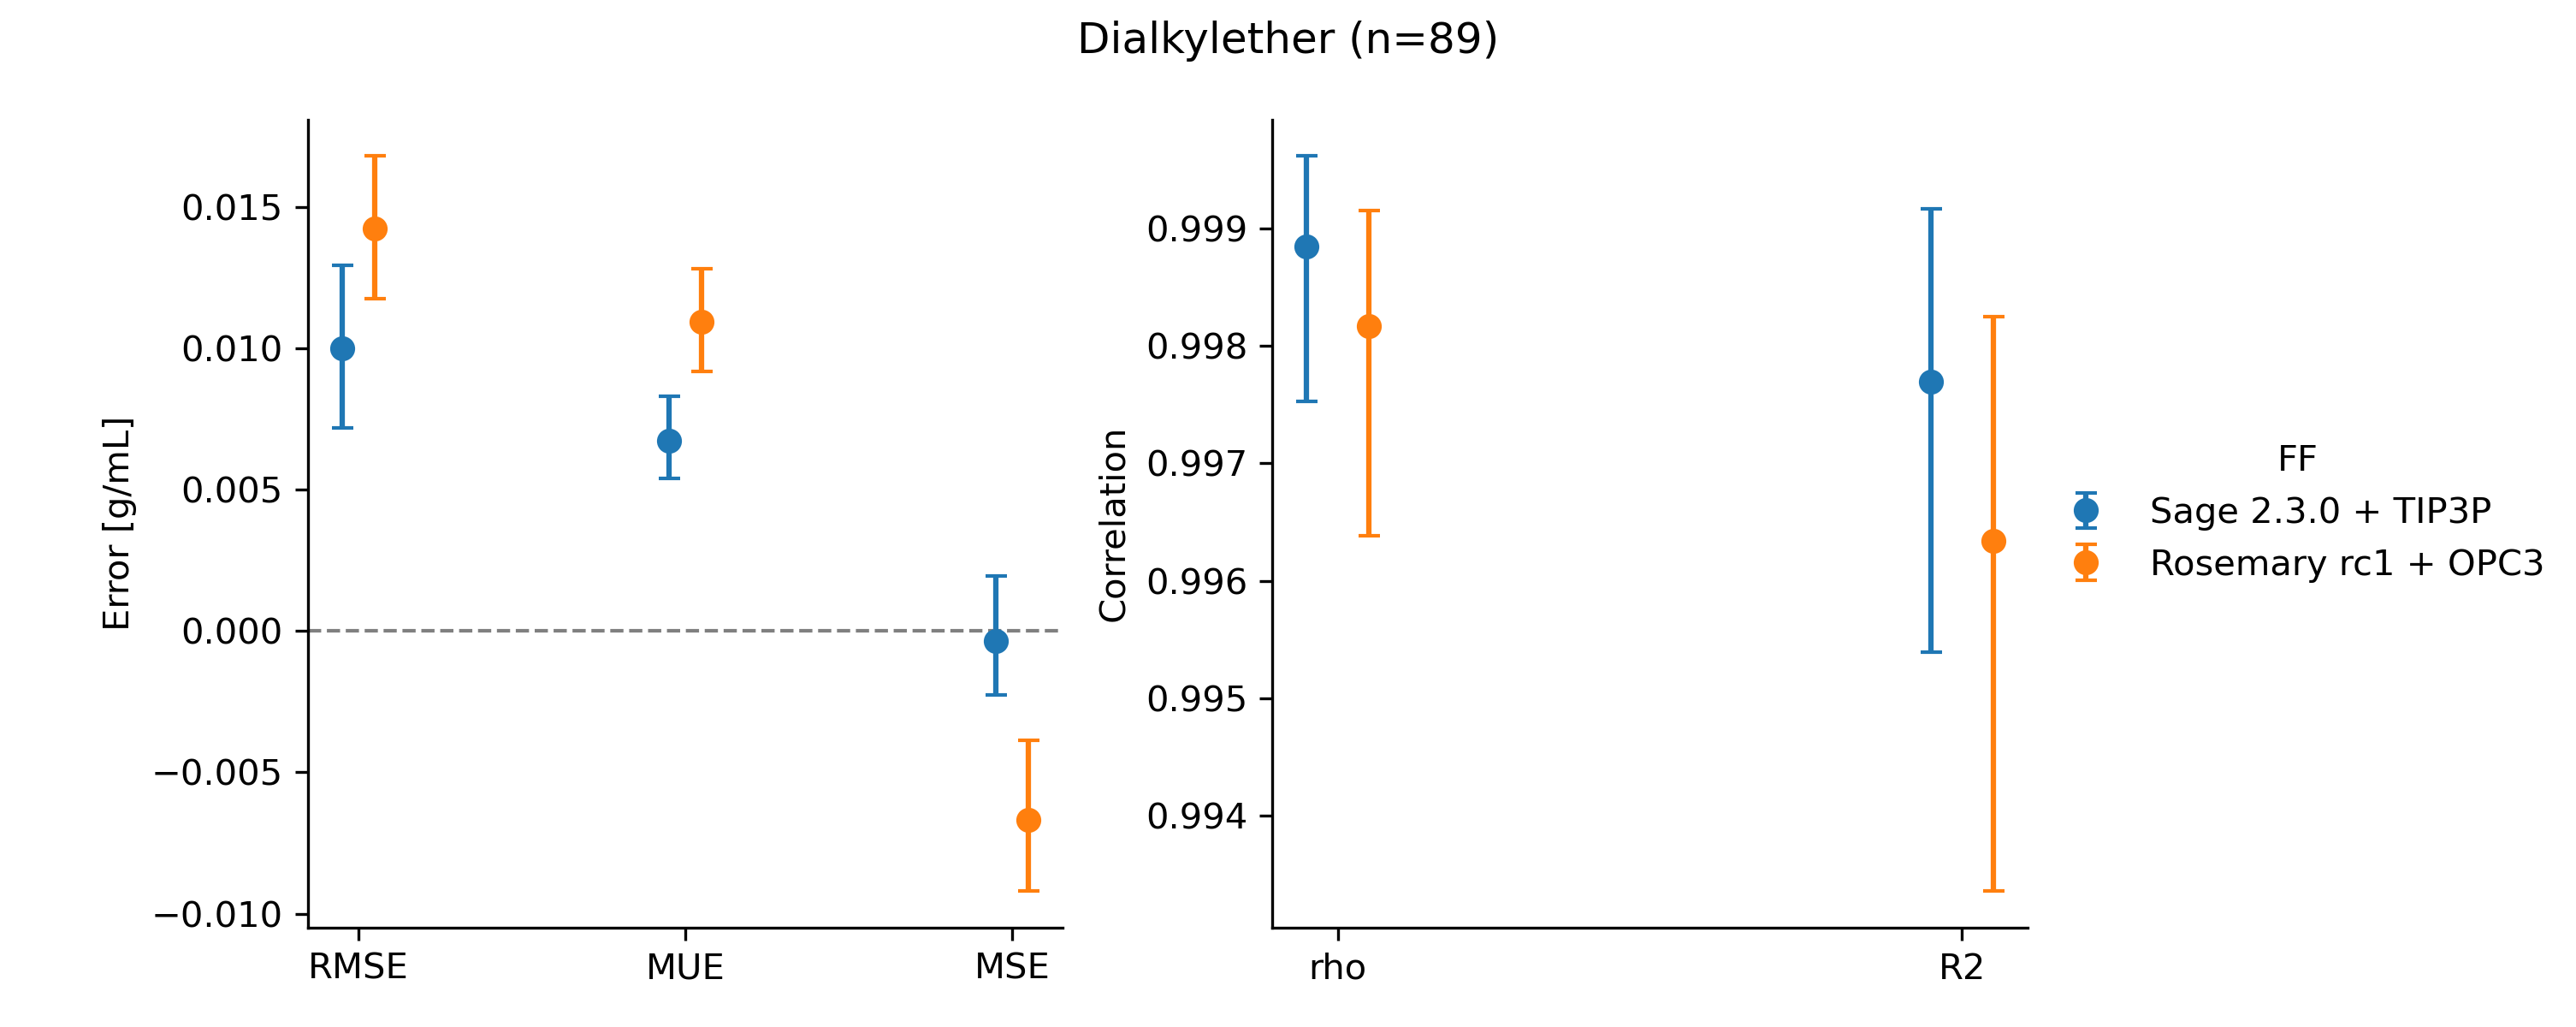 Dialkylether (n=89)
Error [g/mL]
0.015
0.010
0.005
0.000
−0.005
−0.010
RMSE
MUE
MSE
Correlation
0.999
0.998
0.997
0.996
0.995
0.994
rho
R2
FF
Sage 2.3.0 + TIP3P
Rosemary rc1 + OPC3